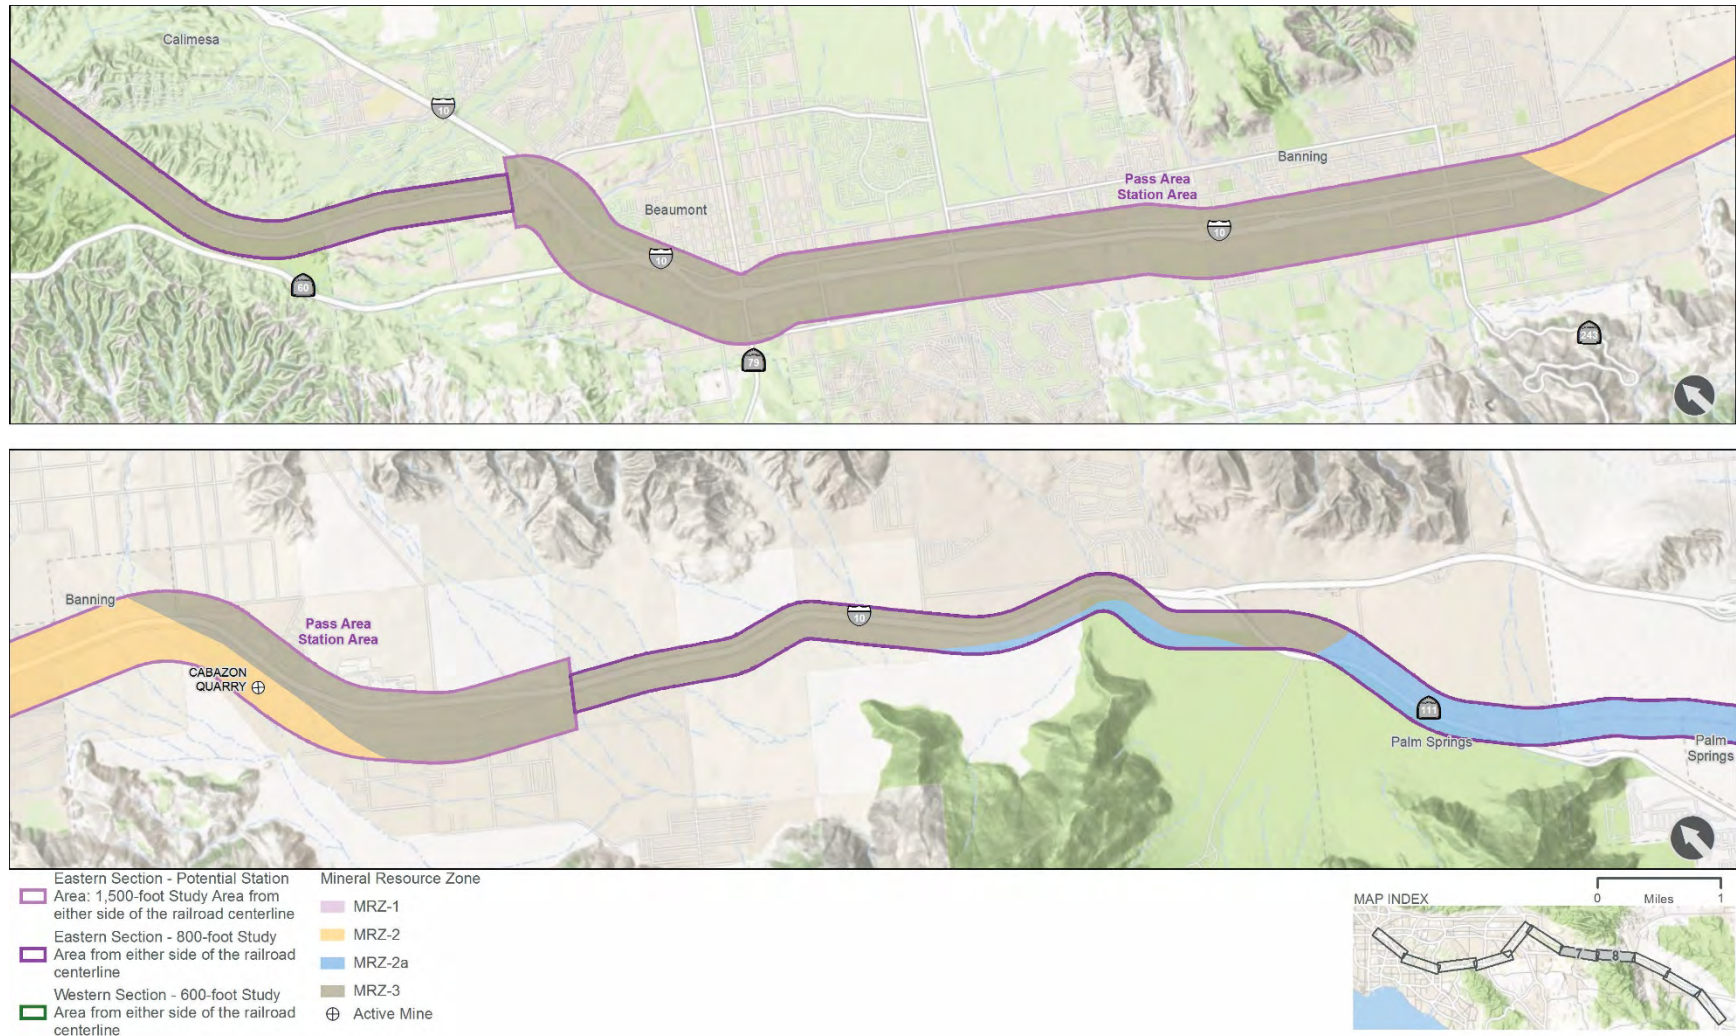 Calimesa
10
Banning
Pass Area
Station Area
Beaumont
10
10
60
79
243
Banning
Pass Area
Station Area
10
CABAZON
QUARRY
111
Palm Springs
Palm
Springs
Eastern Section - Potential Station
Area: 1,500-foot Study Area from
either side of the railroad centerline
Eastern Section - 800-foot Study
Area from either side of the railroad
centerline
Western Section - 600-foot Study
Area from either side of the railroad
centerline
Mineral Resource Zone
MRZ-1
MRZ-2
MRZ-2a
MRZ-3
Active Mine
0 Miles 1
MAP INDEX
7
8